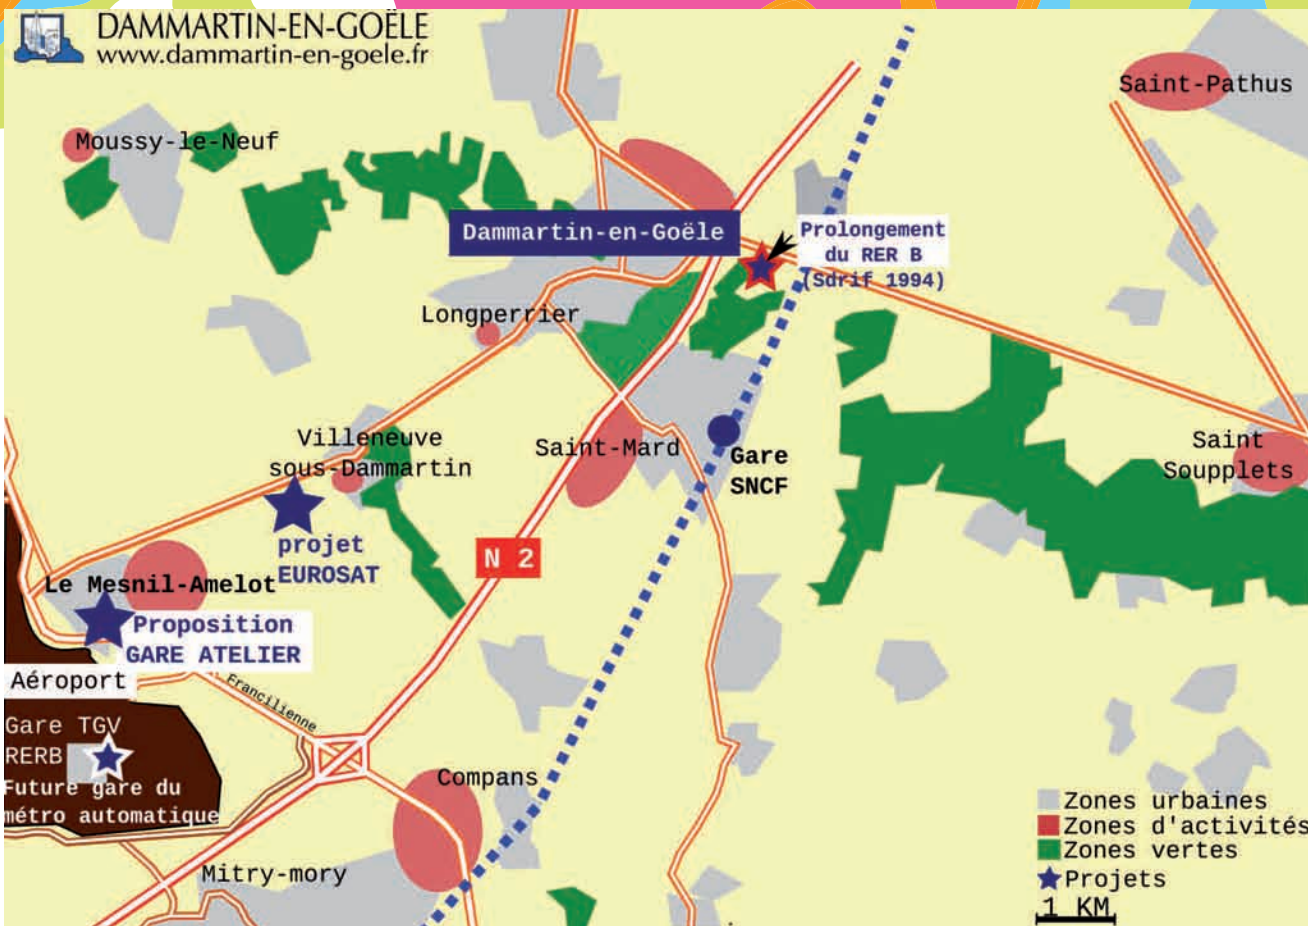 DAMMARTIN-EN-GOËLE
www.dammartin-en-goele.fr
Saint-Pathus
Moussy-le-Neuf
Dammartin-en-Goële
Prolongement
du RER B
(Sdrif 1994)
Longperrier
Villeneuve
sous-Dammartin
Saint-Mard
Gare
SNCF
Saint
Soupplets
projet
EUROSAT
N 2
Le Mesnil-Amelot
Proposition
GARE ATELIER
Aéroport
Francilienne
Gare TGV
RERB
Future gare du
métro automatique
Compans
Mitry-mory
Zones urbaines
Zones d'activités
Zones vertes
Projets
1 KM